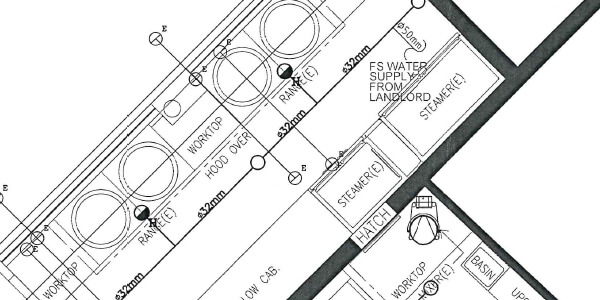 E
E
E
ø50mm
ø32mm
FS WATER
SUPPLY
FROM
LANDLORD
H
RANGE(E)
STEAMER(E)
ø32mm
WORKTOP
HOOD OVER
E
E
STEAMER(E)
E
ø32mm
H
RANGE(E)
HATCH
E
E
WORKTOP
ø32mm
LOW CAB.
WORKTOP
BASIN